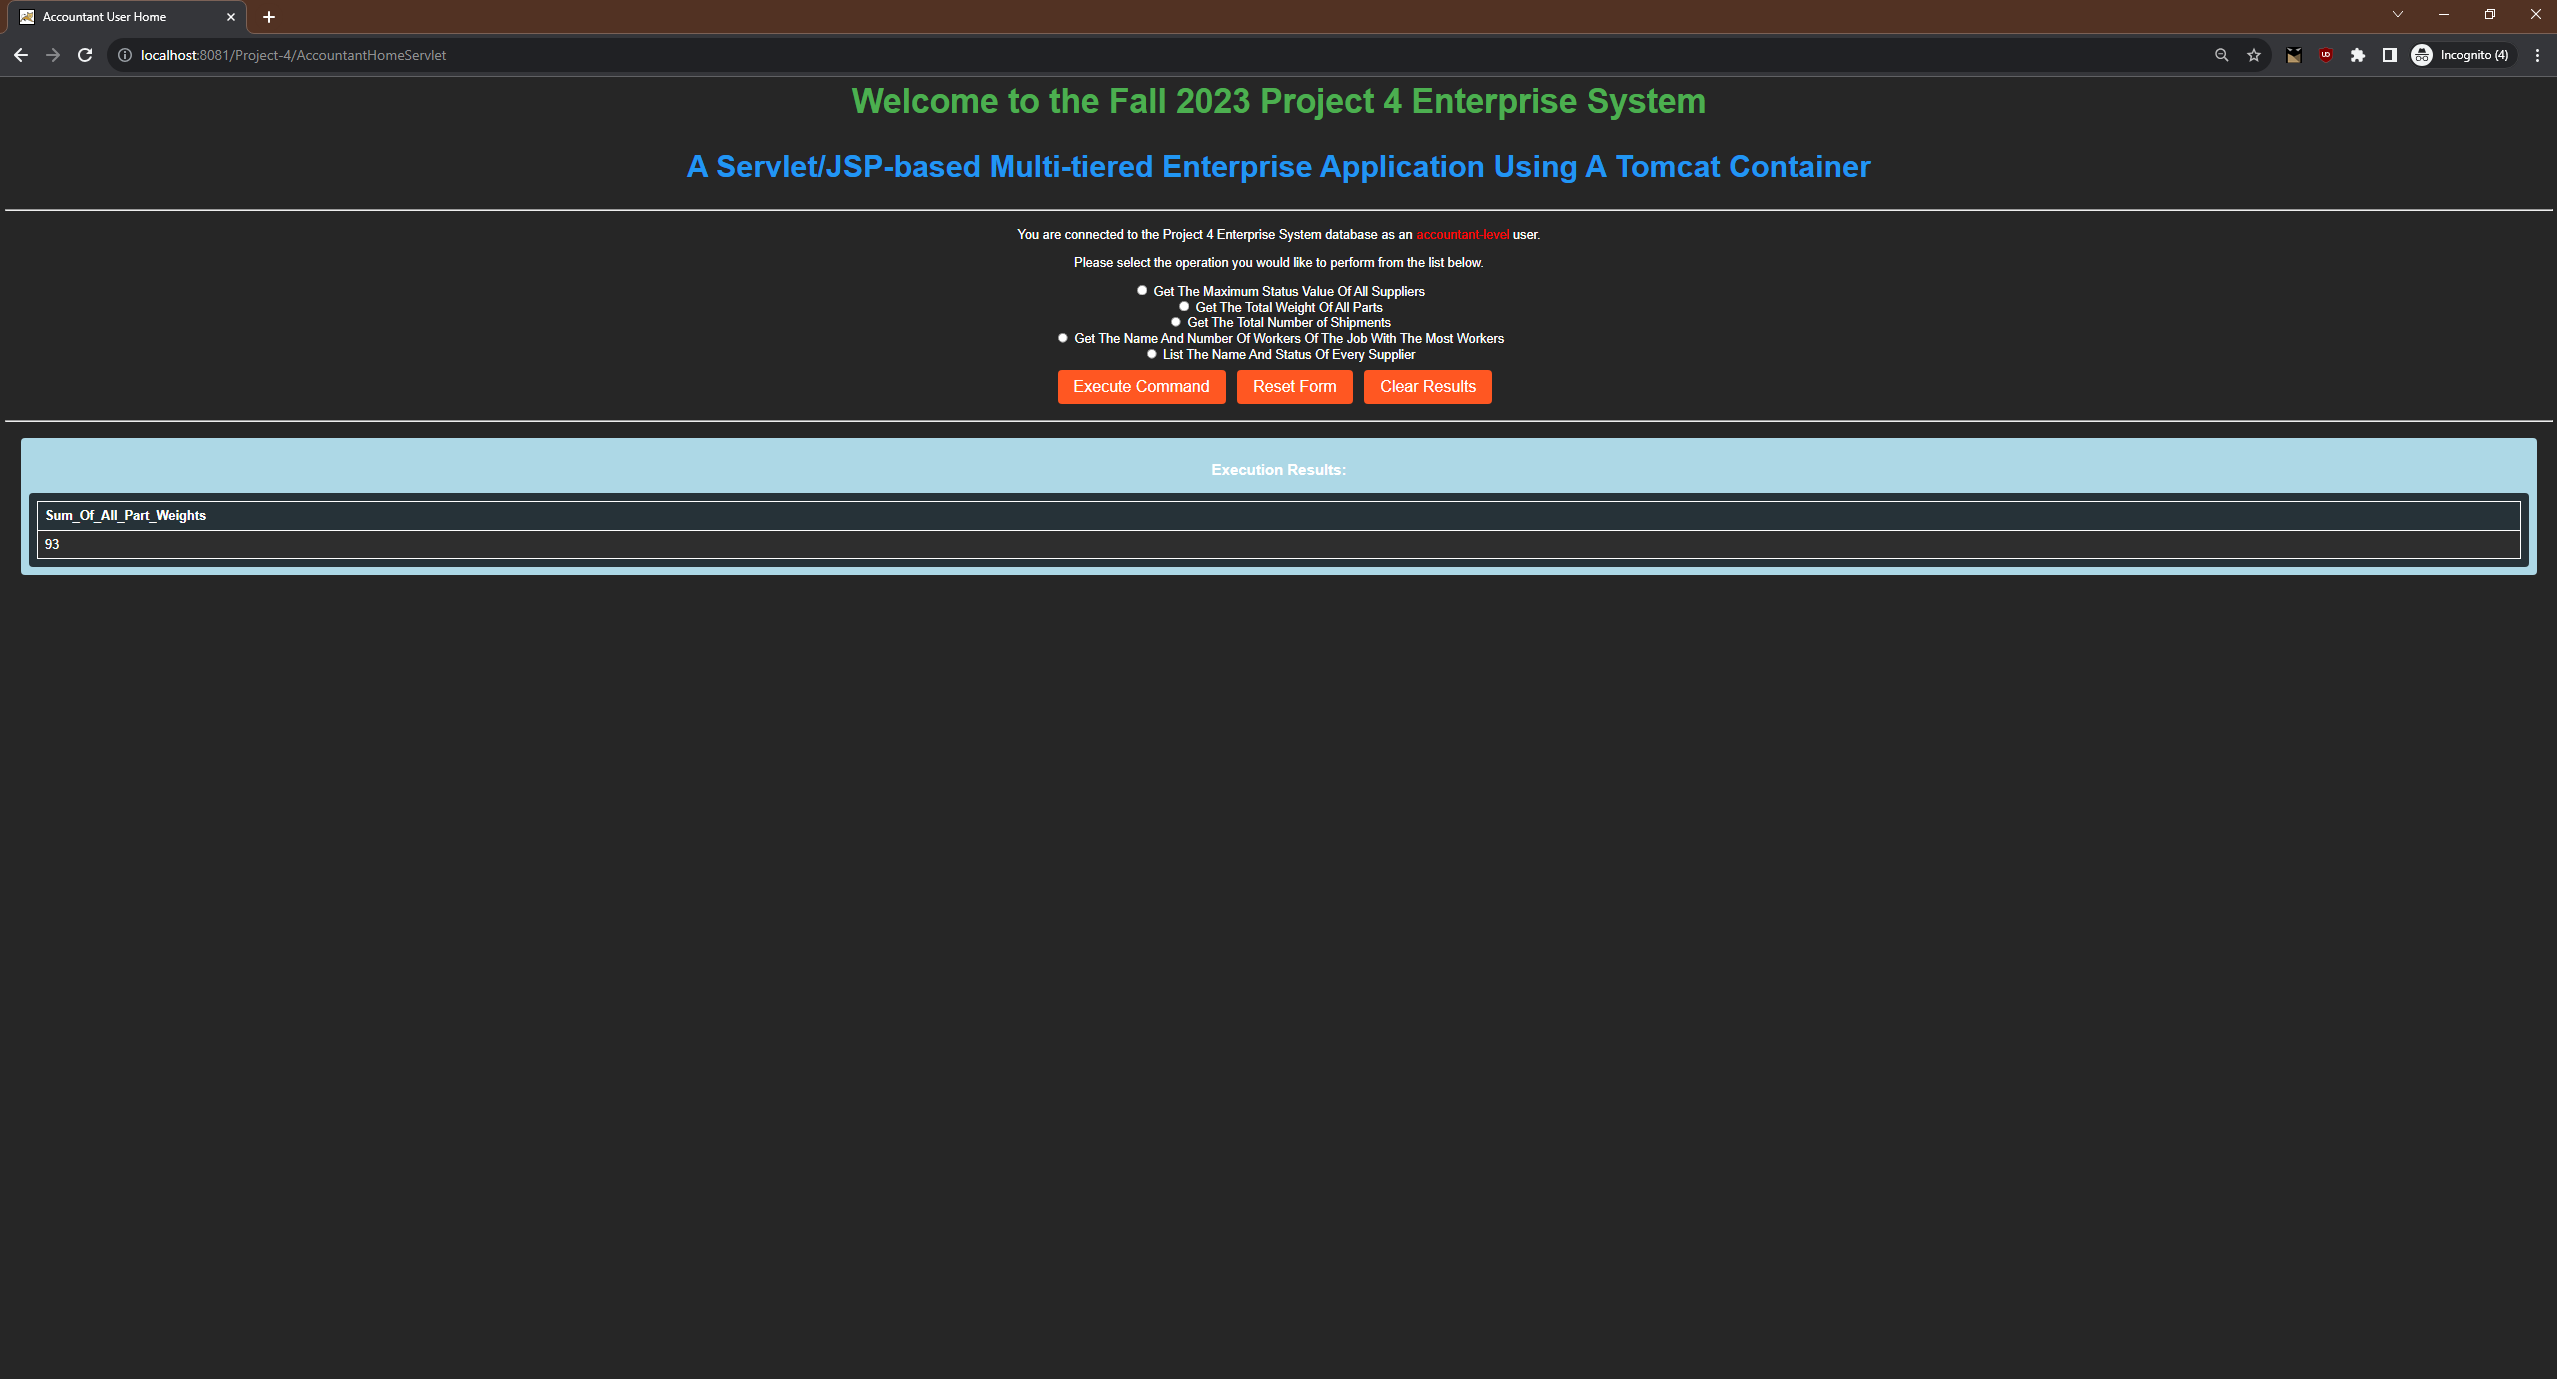 Accountant User Home
localhost:8081/Project-4/AccountantHomeServlet
Incognito (4)
Welcome to the Fall 2023 Project 4 Enterprise System
A Servlet/JSP-based Multi-tiered Enterprise Application Using A Tomcat Container
You are connected to the Project 4 Enterprise System database as an accountant-level user.
Please select the operation you would like to perform from the list below.
Get The Maximum Status Value Of All Suppliers
Get The Total Weight Of All Parts
Get The Total Number of Shipments
Get The Name And Number Of Workers Of The Job With The Most Workers
List The Name And Status Of Every Supplier
Execute Command Reset Form Clear Results
Execution Results:
Sum_Of_All_Part_Weights
93